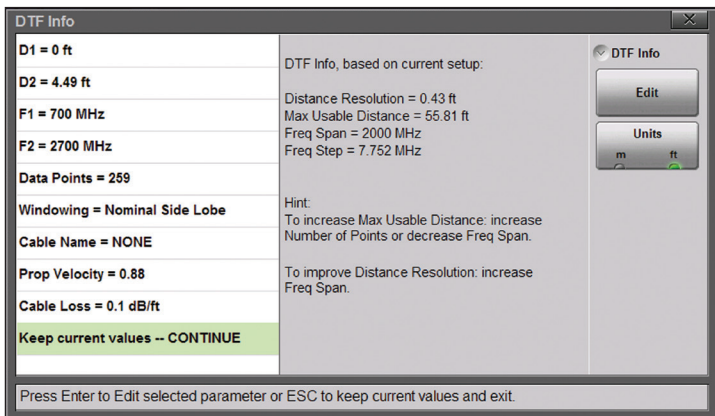 DTF Info
D1 = 0 ft
D2 = 4.49 ft
F1 = 700 MHz
F2 = 2700 MHz
Data Points = 259
Windowing = Nominal Side Lobe
Cable Name = NONE
Prop Velocity = 0.88
Cable Loss = 0.1 dB/ft
Keep current values -- CONTINUE
DTF Info, based on current setup:
Distance Resolution = 0.43 ft
Max Usable Distance = 55.81 ft
Freq Span = 2000 MHz
Freq Step = 7.752 MHz
Hint:
To increase Max Usable Distance: increase
Number of Points or decrease Freq Span.
To improve Distance Resolution: increase
Freq Span.
DTF Info
Edit
Units
m ft
Press Enter to Edit selected parameter or ESC to keep current values and exit.